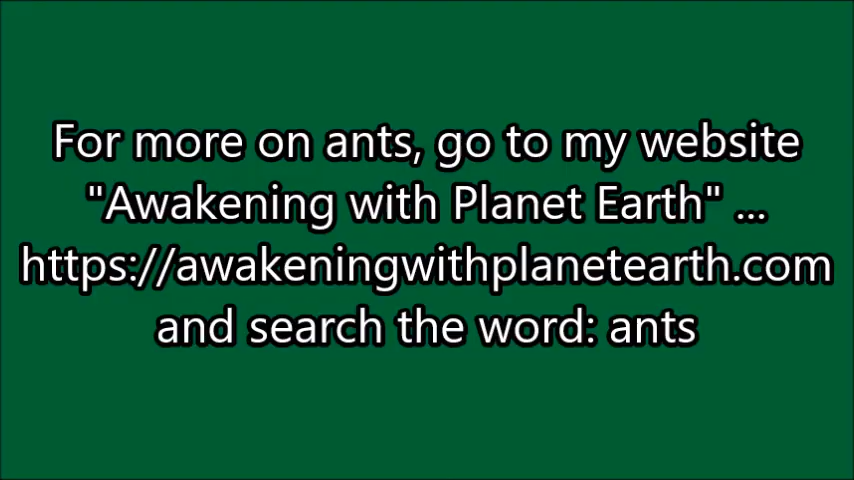 For more on ants, go to my website
"Awakening with Planet Earth" ...
https://awakeningwithplanetearth.com
and search the word: ants